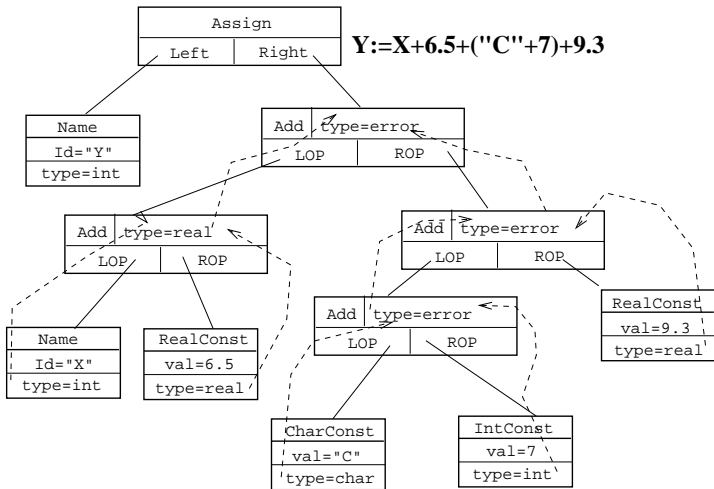 Assign
Left Right
Y:=X+6.5+("C"+7)+9.3
Name
Id="Y"
type=int
Add type=error
LOP ROP
Add type=real
LOP ROP
Add type=error
LOP ROP
Name
Id="X"
type=int
RealConst
val=6.5
type=real
Add type=error
LOP ROP
RealConst
val=9.3
type=real
CharConst
val="C"
type=char
IntConst
val=7
type=int